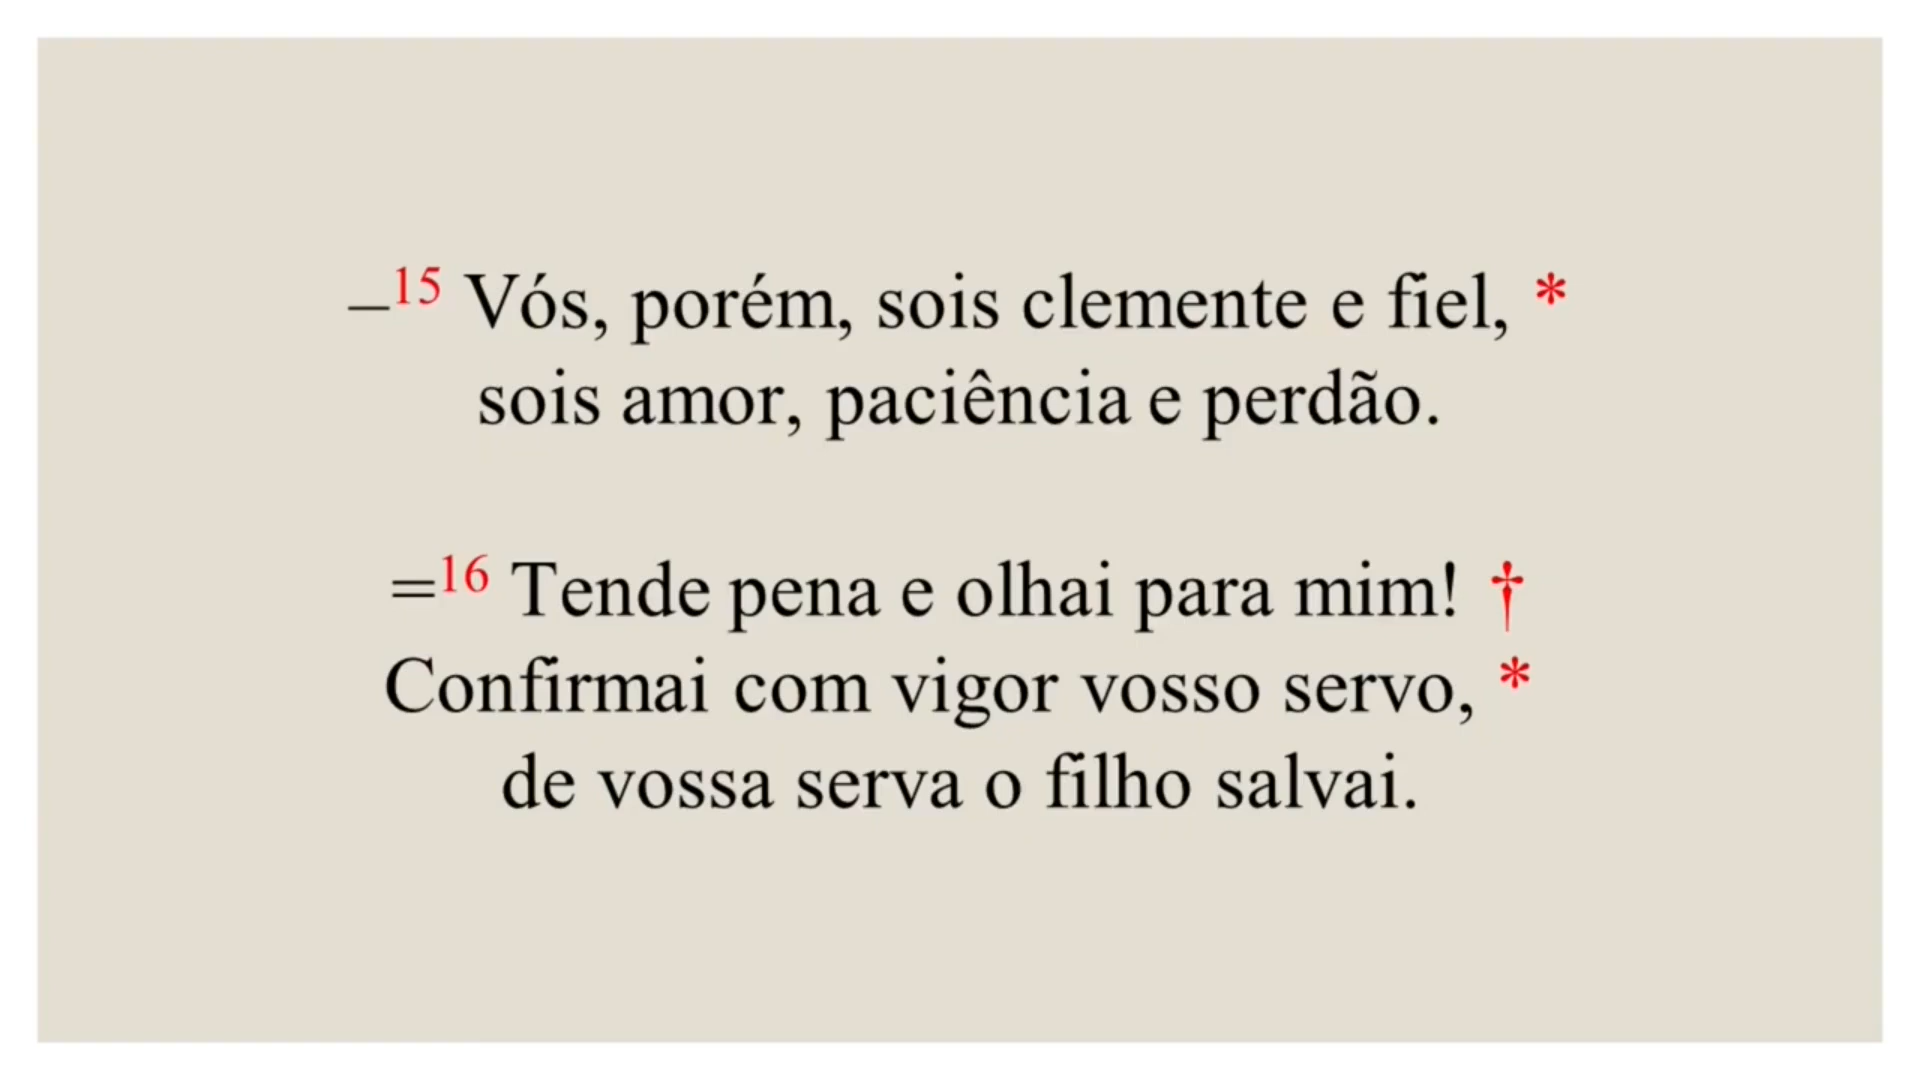 –15 Vós, porém, sois clemente e fiel, *
sois amor, paciência e perdão.
=16 Tende pena e olhai para mim! †
Confirmai com vigor vosso servo, *
de vossa serva o filho salvai.